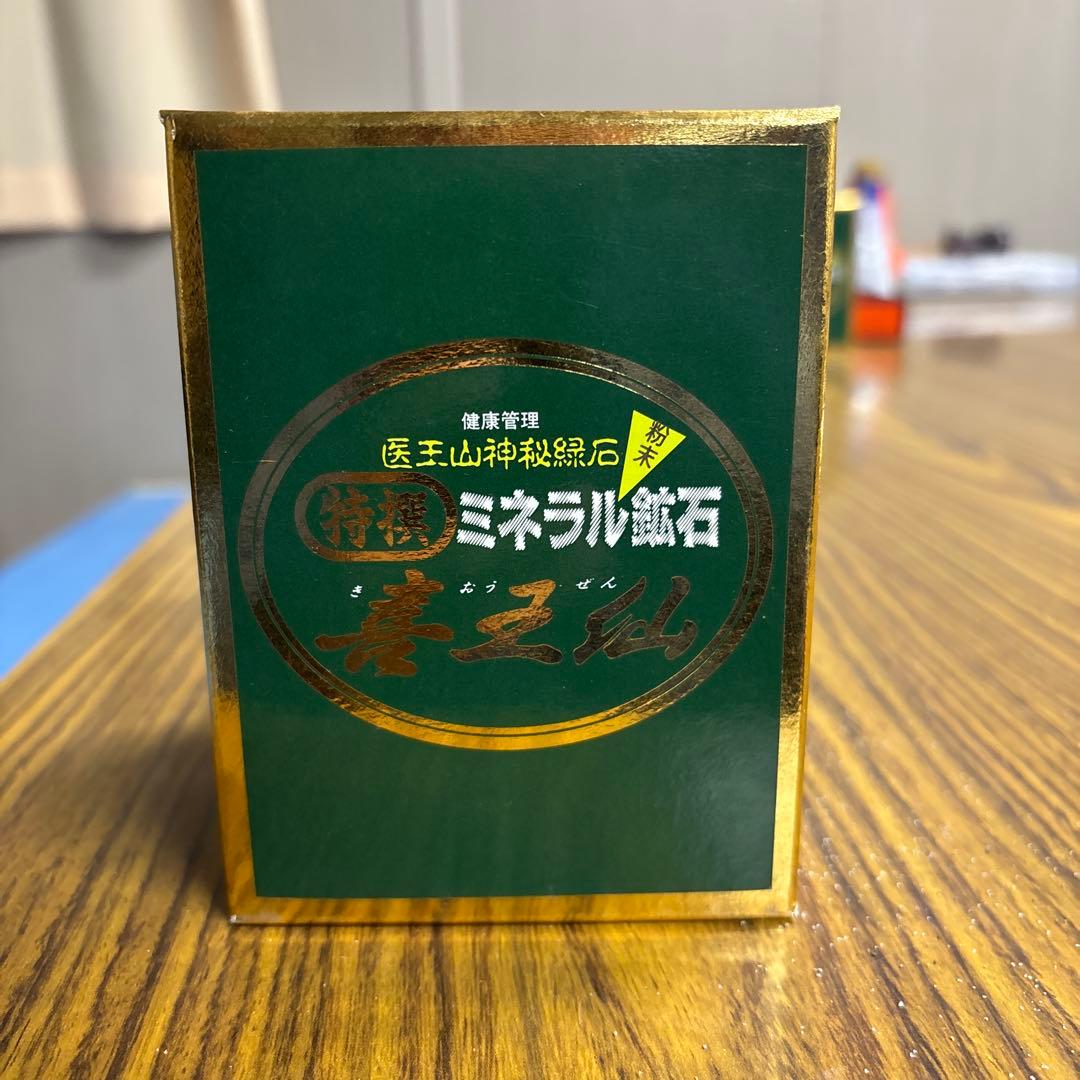 健康管理
医王山神秘緑石
粉末
特撰 ミネラル鉱石
き おう ぜん
喜王仙